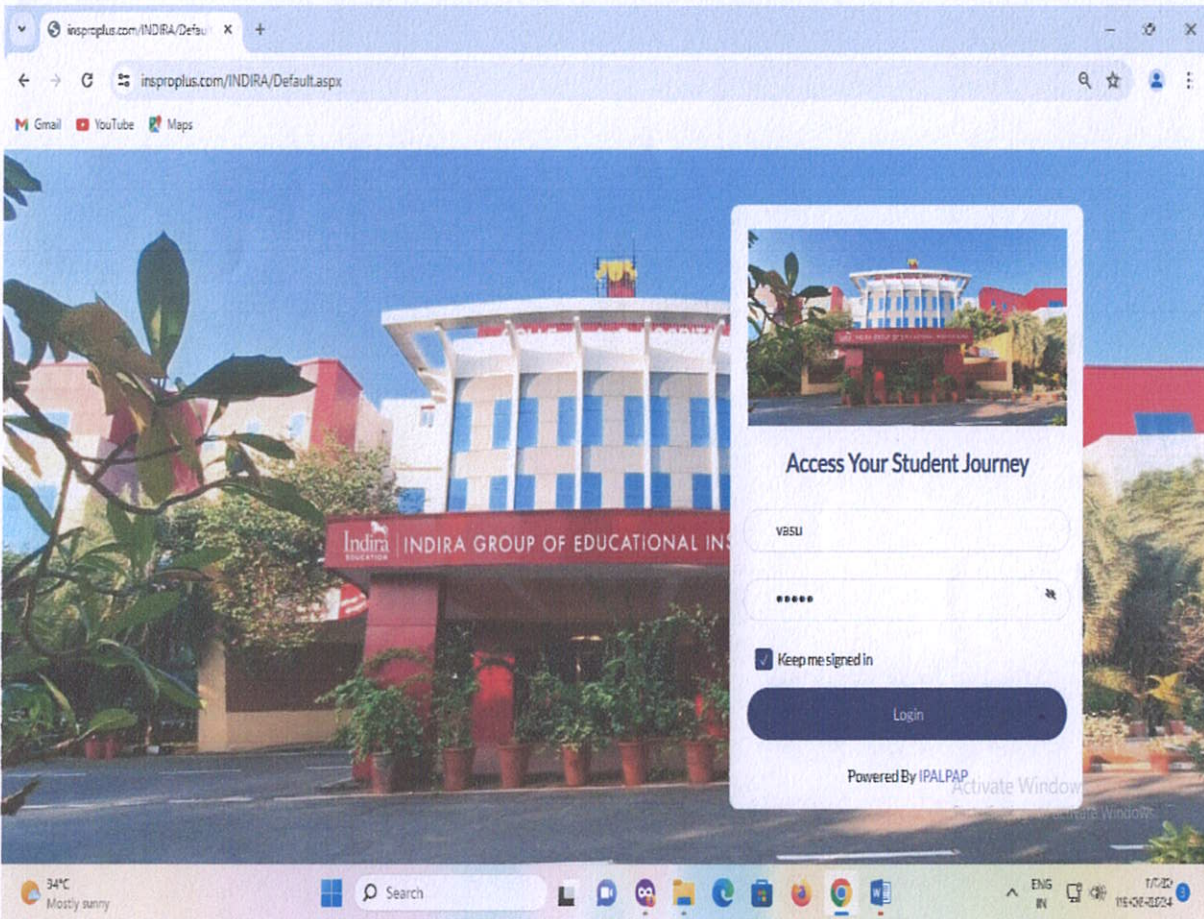 insproplus.com/INDIRA/Defau
insproplus.com/INDIRA/Default.aspx
Gmail YouTube Maps
Indira
EDUCATION
INDIRA GROUP OF EDUCATIONAL INS
Access Your Student Journey
vasu
Keep me signed in
Login
Powered By IPALPAP
Activate Window
34°C
Mostly sunny
Search
ENG
IN